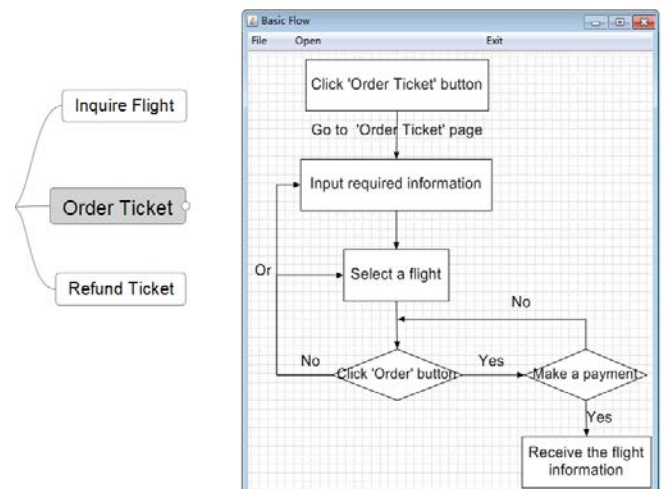 Inquire Flight
Order Ticket
Refund Ticket
Basic Flow
File Open Exit
Click 'Order Ticket' button
Go to 'Order Ticket' page
Input required information
Or
Select a flight
No
No
Click 'Order' button
Yes
Make a payment
Yes
Receive the flight
information